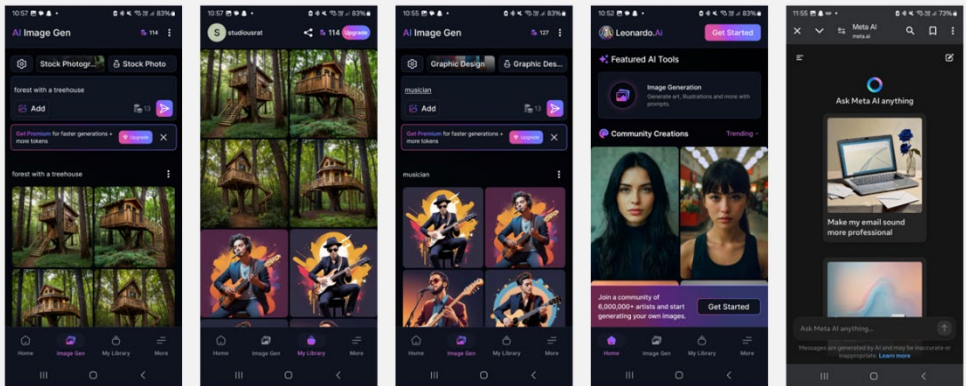 10:57
83%
AI Image Gen
114
Stock Photogr...
Stock Photo
forest with a treehouse
Add
13
Get Premium for faster generations +
more tokens
Upgrade
forest with a treehouse
Home
Image Gen
My Library
More
10:57
83%
S
studiousrat
114
Upgrade
Home
Image Gen
My Library
More
10:55
83%
AI Image Gen
127
Graphic Design
Graphic Des...
musician
Add
13
Get Premium for faster generations +
more tokens
Upgrade
musician
Home
Image Gen
My Library
More
10:52
83%
Leonardo.Ai
Get Started
Featured AI Tools
Image Generation
Generate art, illustrations and more with
prompts.
Community Creations
Trending
Join a community of
6,000,000+ artists and start
generating your own images.
Get Started
Home
Image Gen
My Library
More
11:55
73%
Meta AI
meta.ai
Ask Meta AI anything
Make my email sound
more professional
Ask Meta AI anything...
Messages are generated by AI and may be inaccurate or
inappropriate. Learn more